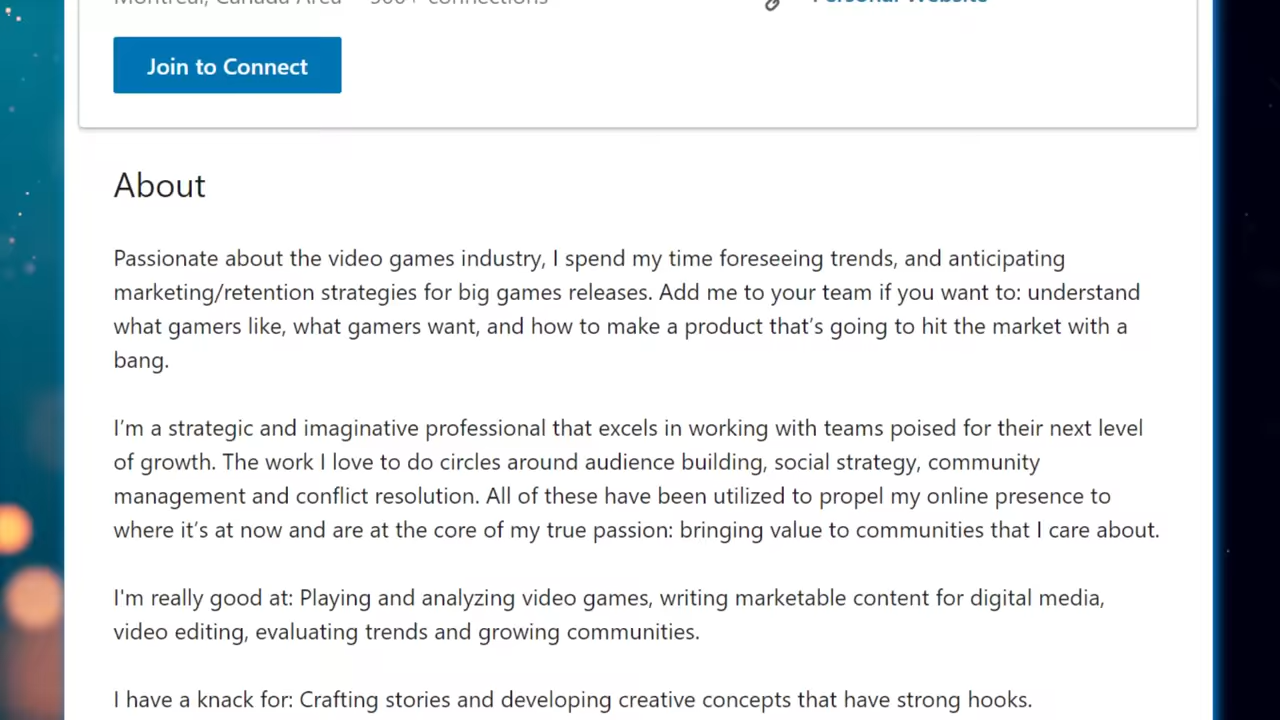 Montreal, Canada Area 500+ connections
Personal Website
Join to Connect
About
Passionate about the video games industry, I spend my time foreseeing trends, and anticipating
marketing/retention strategies for big games releases. Add me to your team if you want to: understand
what gamers like, what gamers want, and how to make a product that’s going to hit the market with a
bang.
I’m a strategic and imaginative professional that excels in working with teams poised for their next level
of growth. The work I love to do circles around audience building, social strategy, community
management and conflict resolution. All of these have been utilized to propel my online presence to
where it’s at now and are at the core of my true passion: bringing value to communities that I care about.
I'm really good at: Playing and analyzing video games, writing marketable content for digital media,
video editing, evaluating trends and growing communities.
I have a knack for: Crafting stories and developing creative concepts that have strong hooks.